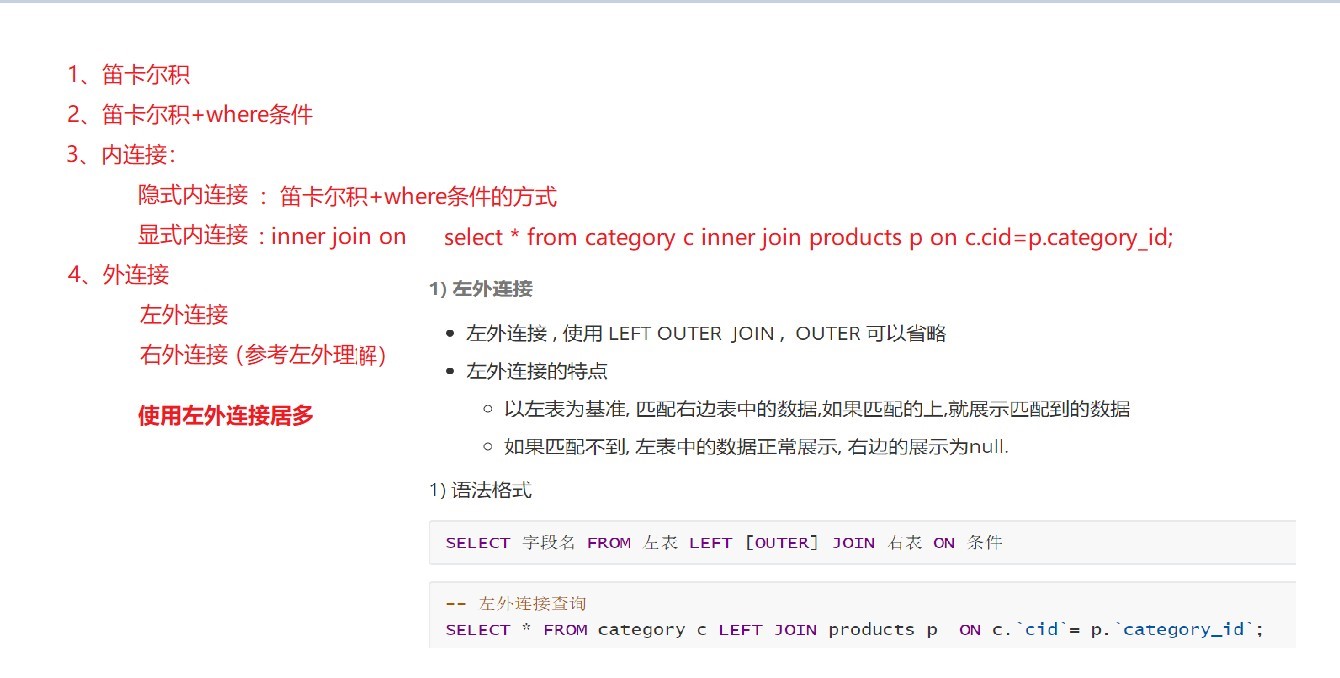 1、笛卡尔积
2、笛卡尔积+where条件
3、内连接：
隐式内连接 ：笛卡尔积+where条件的方式
显式内连接 : inner join on select * from category c inner join products p on c.cid=p.category_id;
4、外连接
左外连接
右外连接 (参考左外理解)
使用左外连接居多
1) 左外连接
• 左外连接 , 使用 LEFT OUTER JOIN , OUTER 可以省略
• 左外连接的特点
○ 以左表为基准, 匹配右边表中的数据,如果匹配的上,就展示匹配到的数据
○ 如果匹配不到, 左表中的数据正常展示, 右边的展示为null.
1) 语法格式
SELECT 字段名 FROM 左表 LEFT [OUTER] JOIN 右表 ON 条件
-- 左外连接查询
SELECT * FROM category c LEFT JOIN products p ON c.`cid`= p.`category_id`;